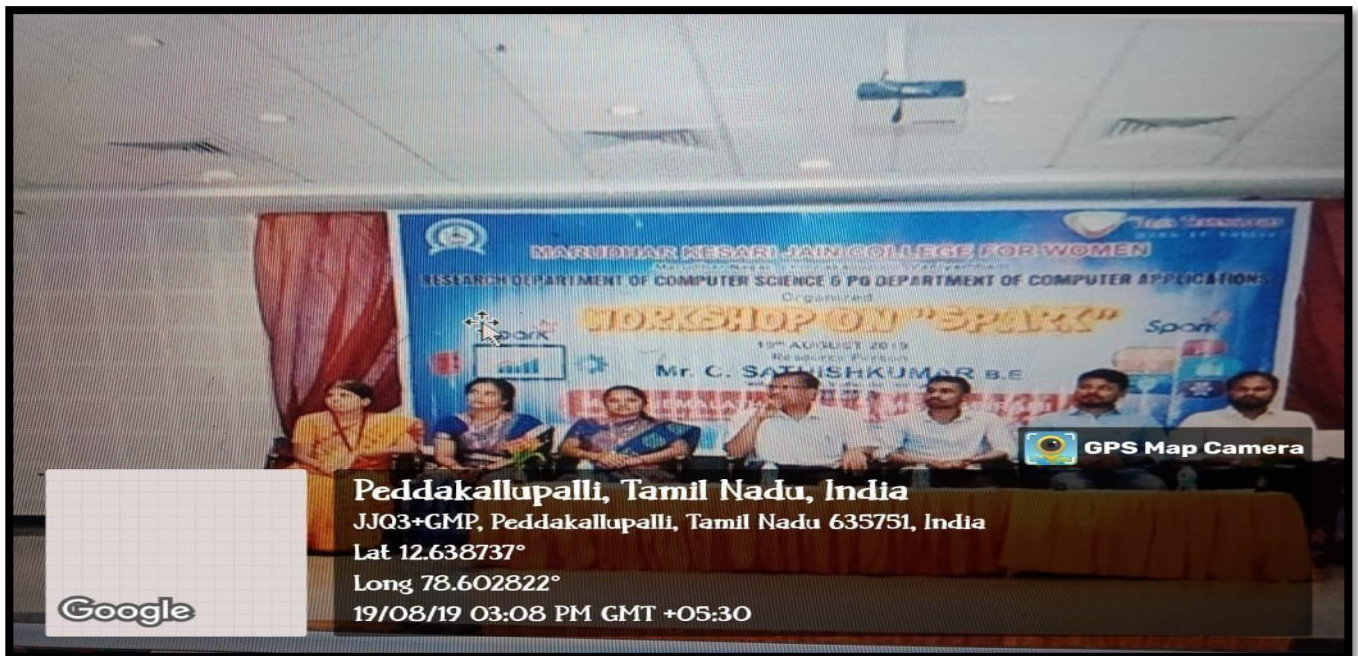 MARUDHAR KESARI JAIN COLLEGE FOR WOMEN
RESEARCH DEPARTMENT OF COMPUTER SCIENCE & PG DEPARTMENT OF COMPUTER APPLICATIONS
Organized
WORKSHOP ON "SPARK"
Spark
Spark
19TH AUGUST 2019
Resource Person
Mr. C. SATHISHKUMAR B.E
GPS Map Camera
Peddakallupalli, Tamil Nadu, India
JJQ3+GMP, Peddakallupalli, Tamil Nadu 635751, India
Lat 12.638737°
Long 78.602822°
19/08/19 03:08 PM GMT +05:30
Google